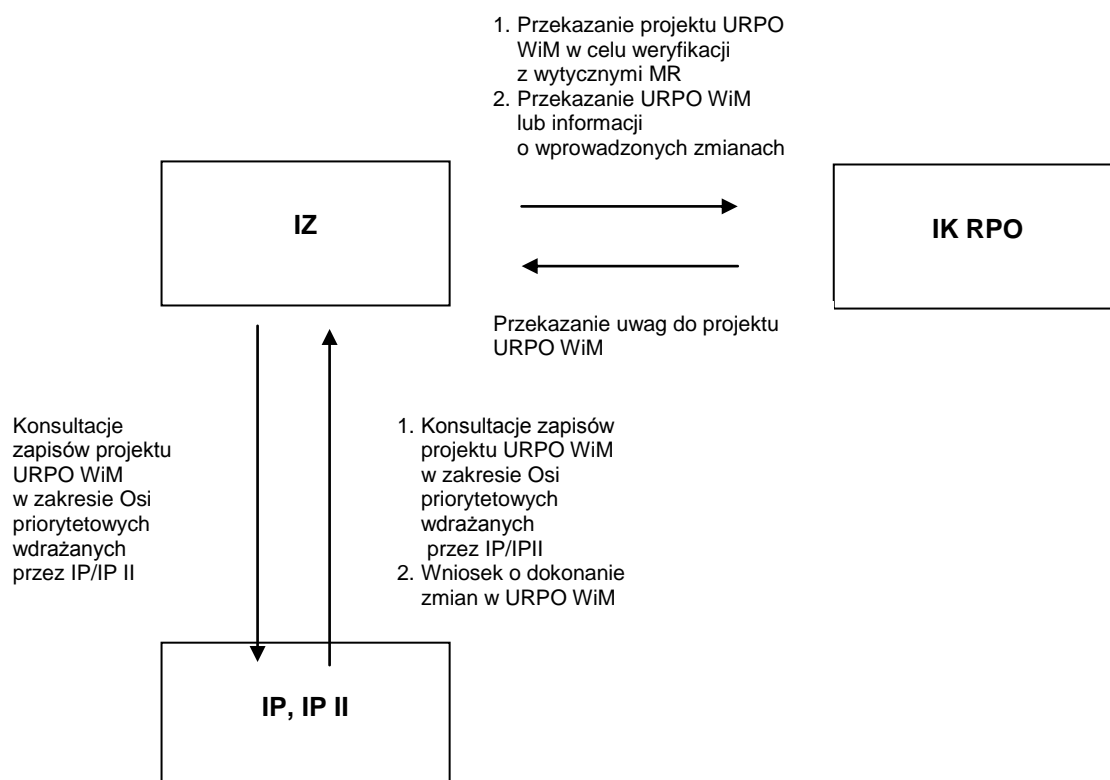 1. Przekazanie projektu URPO
WiM w celu weryfikacji
z wytycznymi MR
2. Przekazanie URPO WiM
lub informacji
o wprowadzonych zmianach
IZ
IK RPO
Przekazanie uwag do projektu
URPO WiM
Konsultacje
zapisów projektu
URPO WiM
w zakresie Osi
priorytetowych
wdrażanych
przez IP/IP II
1. Konsultacje zapisów
projektu URPO WiM
w zakresie Osi
priorytetowych
wdrażanych
przez IP/IPII
2. Wniosek o dokonanie
zmian w URPO WiM
IP, IP II